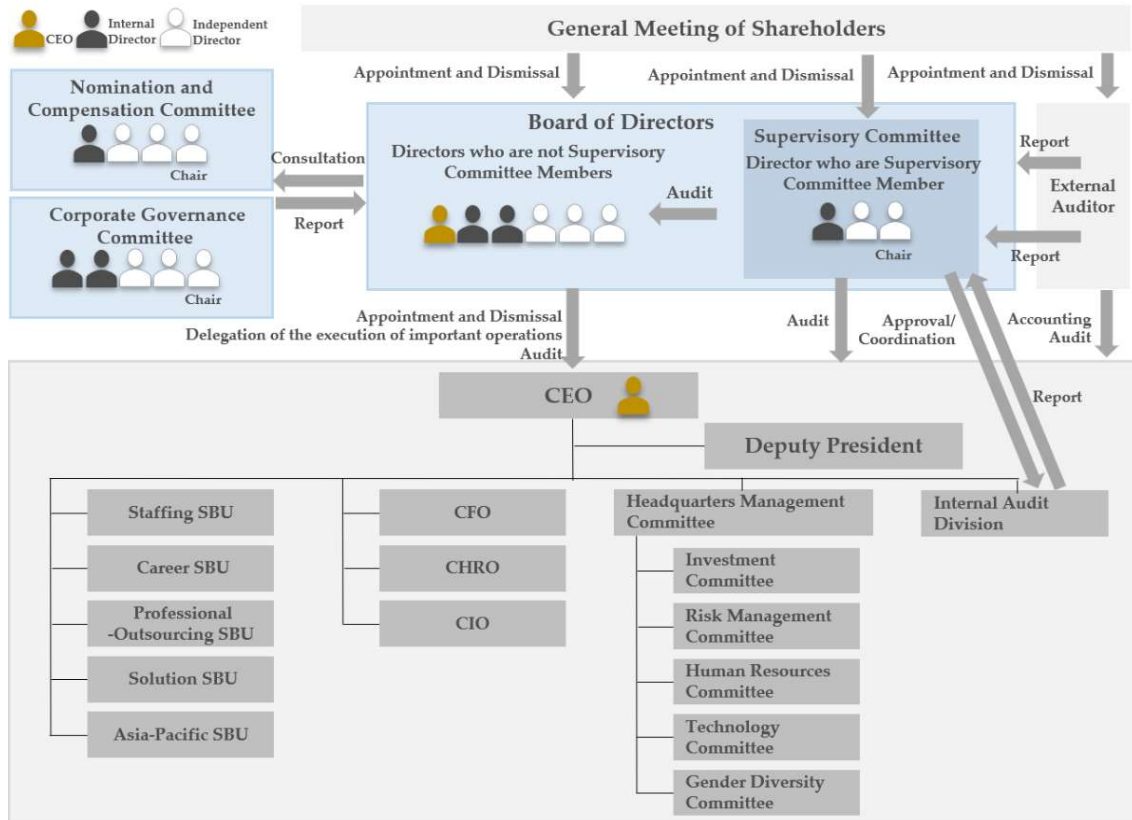 CEO
Internal
Director
Independent
Director
General Meeting of Shareholders
Appointment and Dismissal
Appointment and Dismissal
Appointment and Dismissal
Nomination and
Compensation Committee
Chair
Corporate Governance
Committee
Chair
Consultation
Report
Board of Directors
Directors who are not Supervisory
Committee Members
Audit
Supervisory Committee
Director who are Supervisory
Committee Member
Chair
Report
External
Auditor
Report
Appointment and Dismissal
Delegation of the execution of important operations
Audit
Audit
Approval/
Coordination
Accounting
Audit
Report
CEO
Deputy President
Staffing SBU
Career SBU
Professional
-Outsourcing SBU
Solution SBU
Asia-Pacific SBU
CFO
CHRO
CIO
Headquarters Management
Committee
Investment
Committee
Risk Management
Committee
Human Resources
Committee
Technology
Committee
Gender Diversity
Committee
Internal Audit
Division